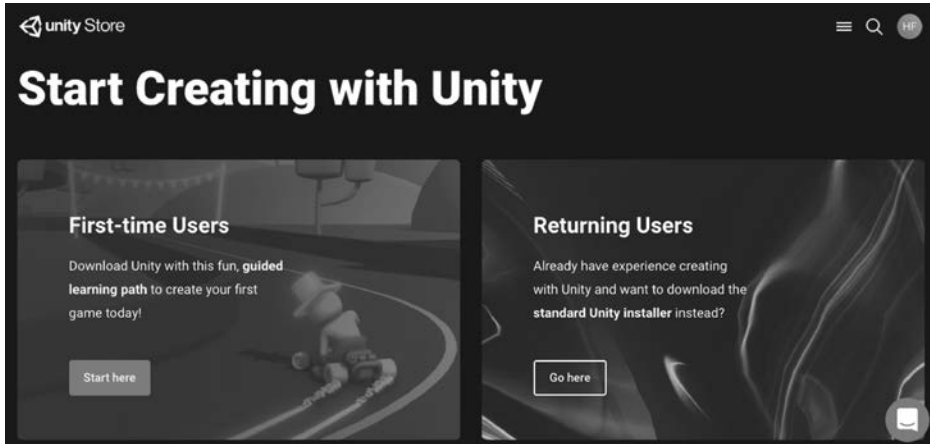 unity Store
HF
Start Creating with Unity
First-time Users
Download Unity with this fun, guided
learning path to create your first
game today!
Start here
Returning Users
Already have experience creating
with Unity and want to download the
standard Unity installer instead?
Go here